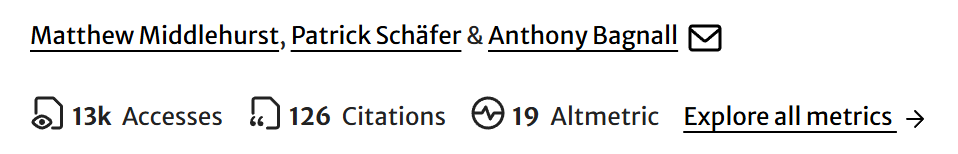 Matthew Middlehurst, Patrick Schäfer & Anthony Bagnall
13k Accesses 126 Citations 19 Altmetric Explore all metrics →